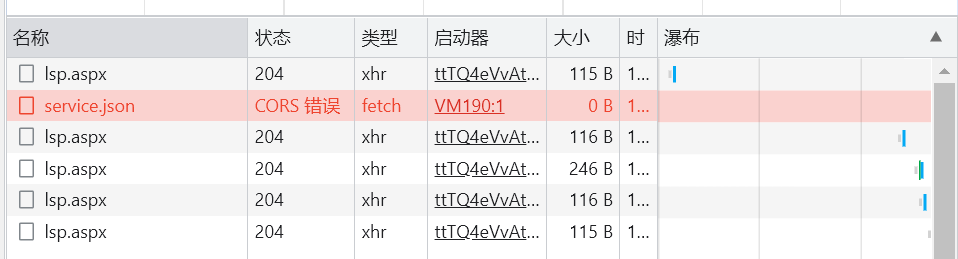 名称 状态 类型 启动器 大小 时 瀑布
lsp.aspx 204 xhr ttTQ4eVvAt... 115 B 1...
service.json CORS 错误 fetch VM190:1 0 B 1...
lsp.aspx 204 xhr ttTQ4eVvAt... 116 B 1...
lsp.aspx 204 xhr ttTQ4eVvAt... 246 B 1...
lsp.aspx 204 xhr ttTQ4eVvAt... 116 B 1...
lsp.aspx 204 xhr ttTQ4eVvAt... 115 B 1...